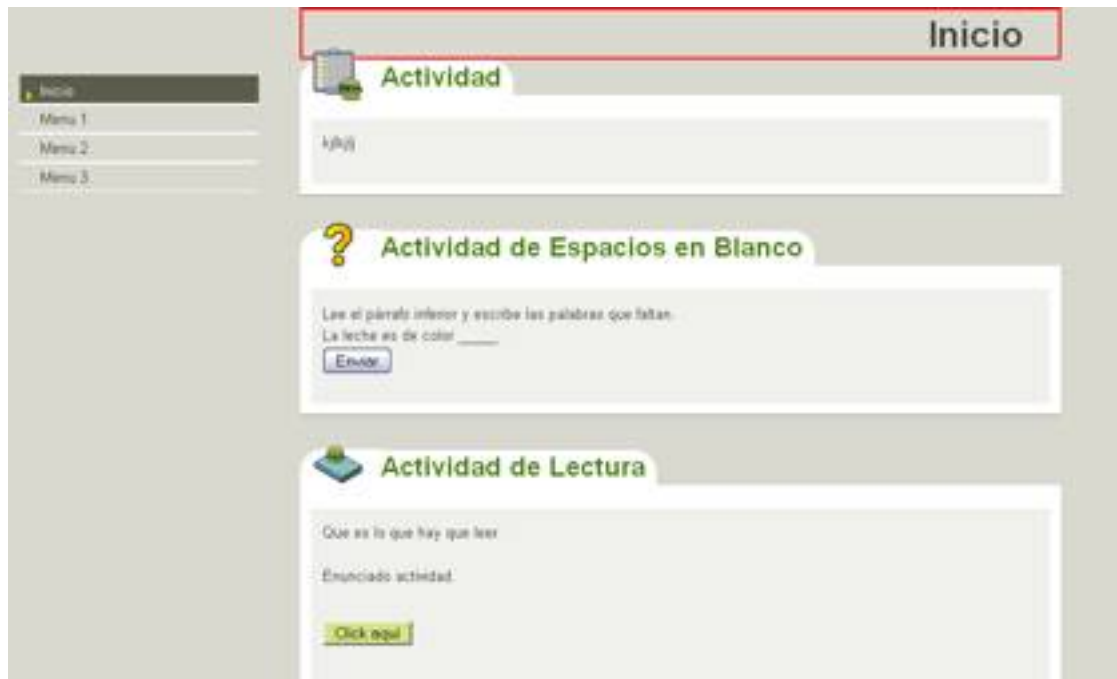 Inicio
Inicio
Menu 1
Menu 2
Menu 3
Actividad
kjlkjlj
Actividad de Espacios en Blanco
Lee el párrafo inferior y escribe las palabras que faltan.
La leche es de color _____
Enviar
Actividad de Lectura
Que es lo que hay que leer
Enunciado actividad.
Click aquí